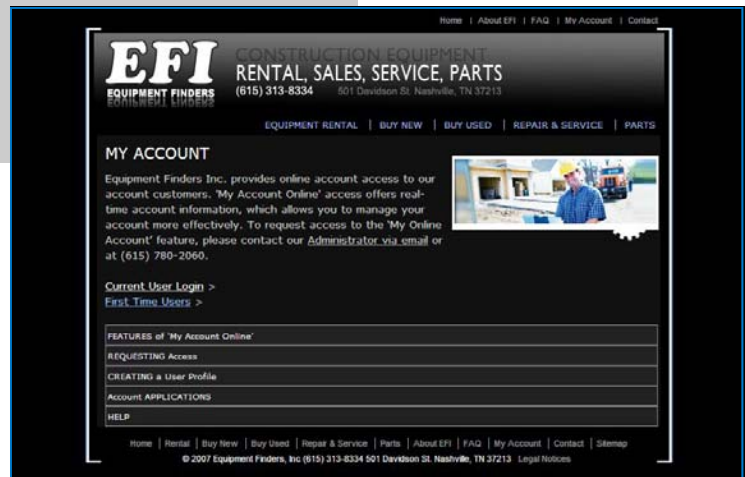 Home | About EFI | FAQ | My Account | Contact
EFI
EQUIPMENT FINDERS
CONSTRUCTION EQUIPMENT
RENTAL, SALES, SERVICE, PARTS
(615) 313-8334 501 Davidson St. Nashville, TN 37213
EQUIPMENT RENTAL | BUY NEW | BUY USED | REPAIR & SERVICE | PARTS
MY ACCOUNT
Equipment Finders Inc. provides online account access to our
account customers. 'My Account Online' access offers real-
time account information, which allows you to manage your
account more effectively. To request access to the 'My Online
Account' feature, please contact our Administrator via email or
at (615) 780-2060.
Current User Login >
First Time Users >
FEATURES of 'My Account Online'
REQUESTING Access
CREATING a User Profile
Account APPLICATIONS
HELP
Home | Rental | Buy New | Buy Used | Repair & Service | Parts | About EFI | FAQ | My Account | Contact | Sitemap
© 2007 Equipment Finders, Inc (615) 313-8334 501 Davidson St. Nashville, TN 37213 Legal Notices